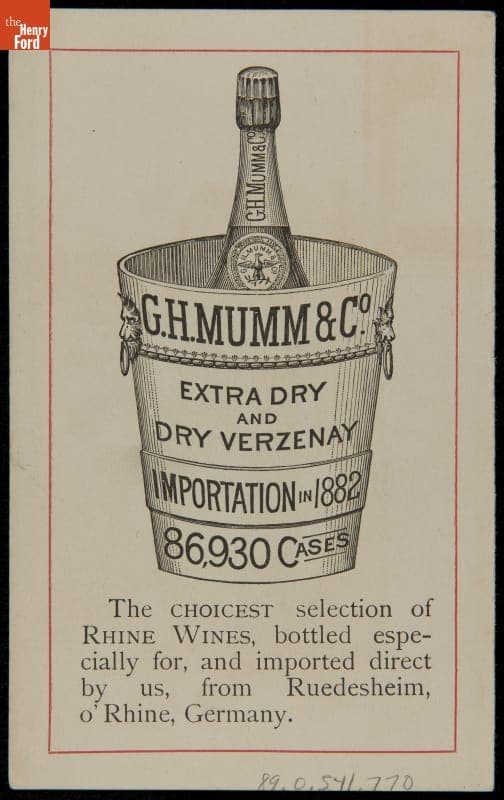 the
Henry
Ford
G.H.MUMM&Co
G.H.MUMM&Co
G.H.MUMM&Co.
EXTRA DRY
AND
DRY VERZENAY
IMPORTATION IN 1882
86,930 CASES
The CHOICEST selection of
RHINE WINES, bottled espe-
cially for, and imported direct
by us, from Ruedesheim,
o'Rhine, Germany.
89.0.541.770